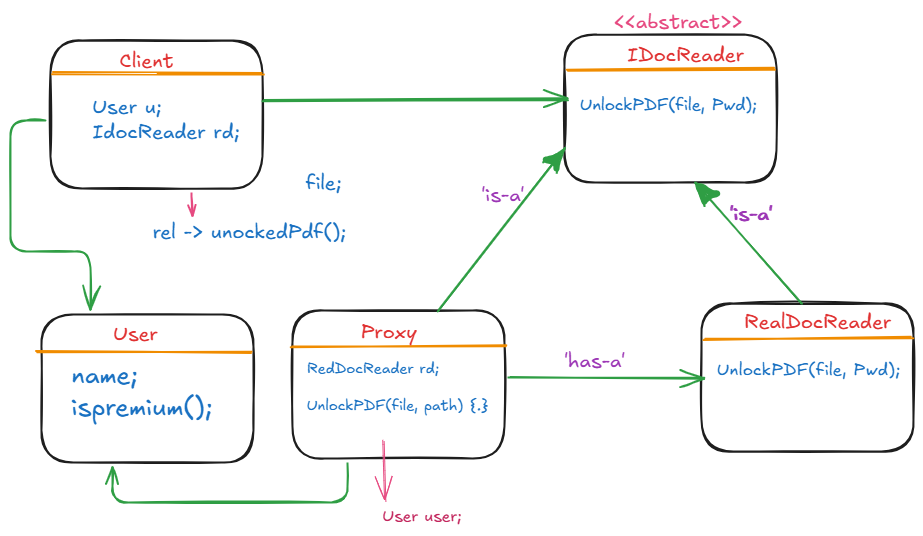 <<abstract>>
Client
User u;
IdocReader rd;
IDocReader
UnlockPDF(file, Pwd);
file;
rel -> unockedPdf();
'is-a'
'is-a'
User
name;
ispremium();
Proxy
RedDocReader rd;
UnlockPDF(file, path) {.}
'has-a'
RealDocReader
UnlockPDF(file, Pwd);
User user;